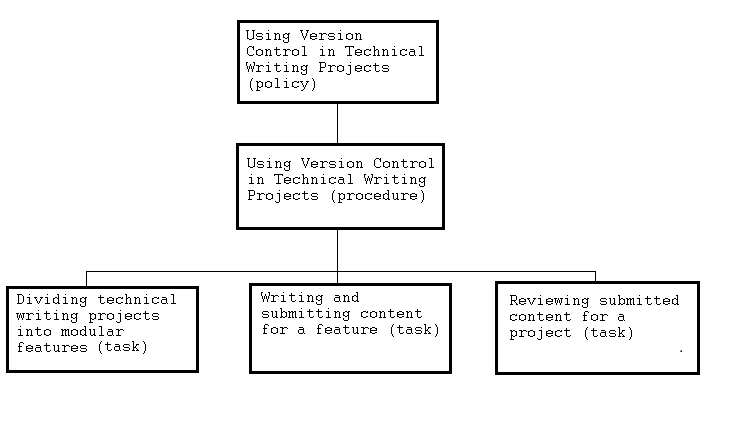 Using Version
Control in Technical
Writing Projects
(policy)
Using Version Control
in Technical Writing
Projects (procedure)
Dividing technical
writing projects
into modular
features (task)
Writing and
submitting content
for a feature (task)
Reviewing submitted
content for a
project (task)